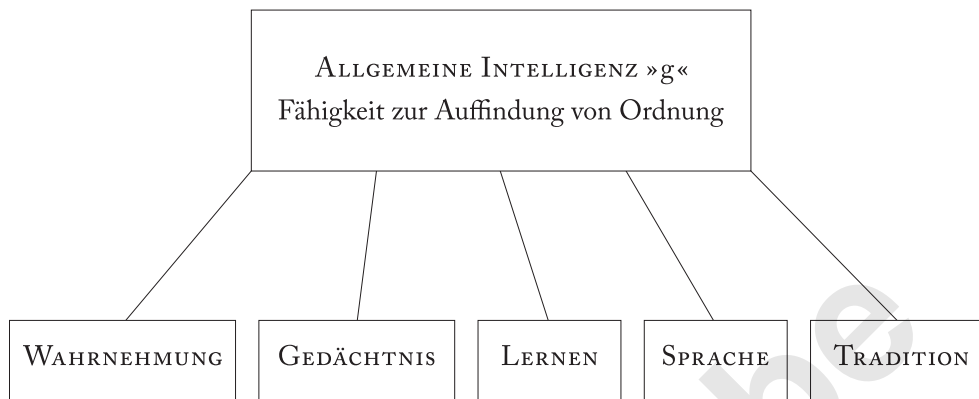 Allgemeine Intelligenz »g«
Fähigkeit zur Auffindung von Ordnung
Wahrnehmung
Gedächtnis
Lernen
Sprache
Tradition